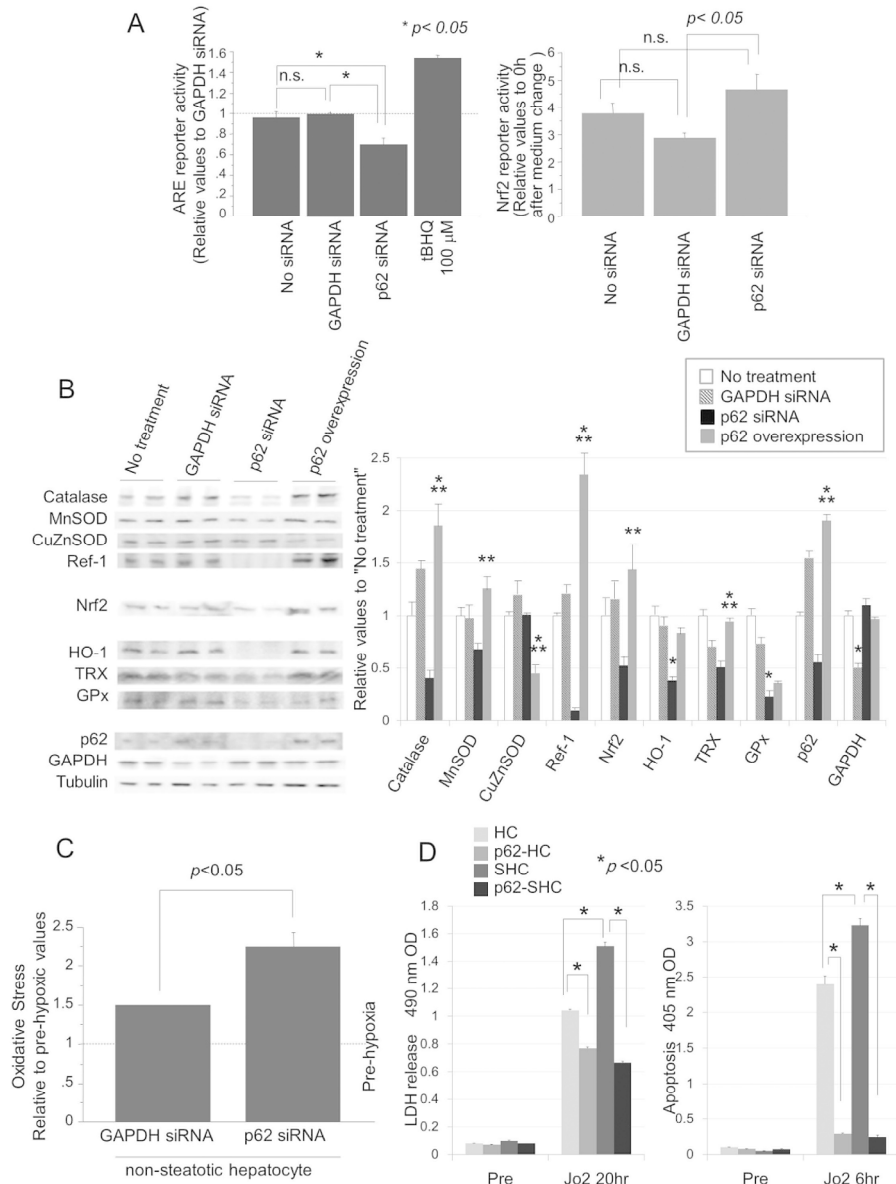 A
* p< 0.05
ARE reporter activity
(Relative values to GAPDH siRNA)
1.6
1.4
1.2
1
.8
.6
.4
.2
0
n.s.
*
*
No siRNA
GAPDH siRNA
p62 siRNA
tBHQ
100 µM
p< 0.05
n.s.
n.s.
Nrf2 reporter activity
(Relative values to 0h
after medium change )
7
6
5
4
3
2
1
0
No siRNA
GAPDH siRNA
p62 siRNA
B
No treatment
GAPDH siRNA
p62 siRNA
p62 overexpression
Catalase
MnSOD
CuZnSOD
Ref-1
Nrf2
HO-1
TRX
GPx
p62
GAPDH
Tubulin
No treatment
GAPDH siRNA
p62 siRNA
p62 overexpression
Relative values to "No treatment"
2.5
2
1.5
1
0.5
0
*
**
**
*
**
*
**
**
*
*
**
*
*
**
*
Catalase
MnSOD
CuZnSOD
Ref-1
Nrf2
HO-1
TRX
GPx
p62
GAPDH
C
p<0.05
Oxidative Stress
Relative to pre-hypoxic values
2.5
2
1.5
1
.5
0
Pre-hypoxia
GAPDH siRNA
p62 siRNA
non-steatotic hepatocyte
D
HC
p62-HC
SHC
p62-SHC
* p <0.05
LDH release 490 nm OD
1.8
1.6
1.4
1.2
1
0.8
0.6
0.4
0.2
0
*
*
*
Pre
Jo2 20hr
Apoptosis 405 nm OD
3.5
3
2.5
2
1.5
1
0.5
0
*
*
*
Pre
Jo2 6hr